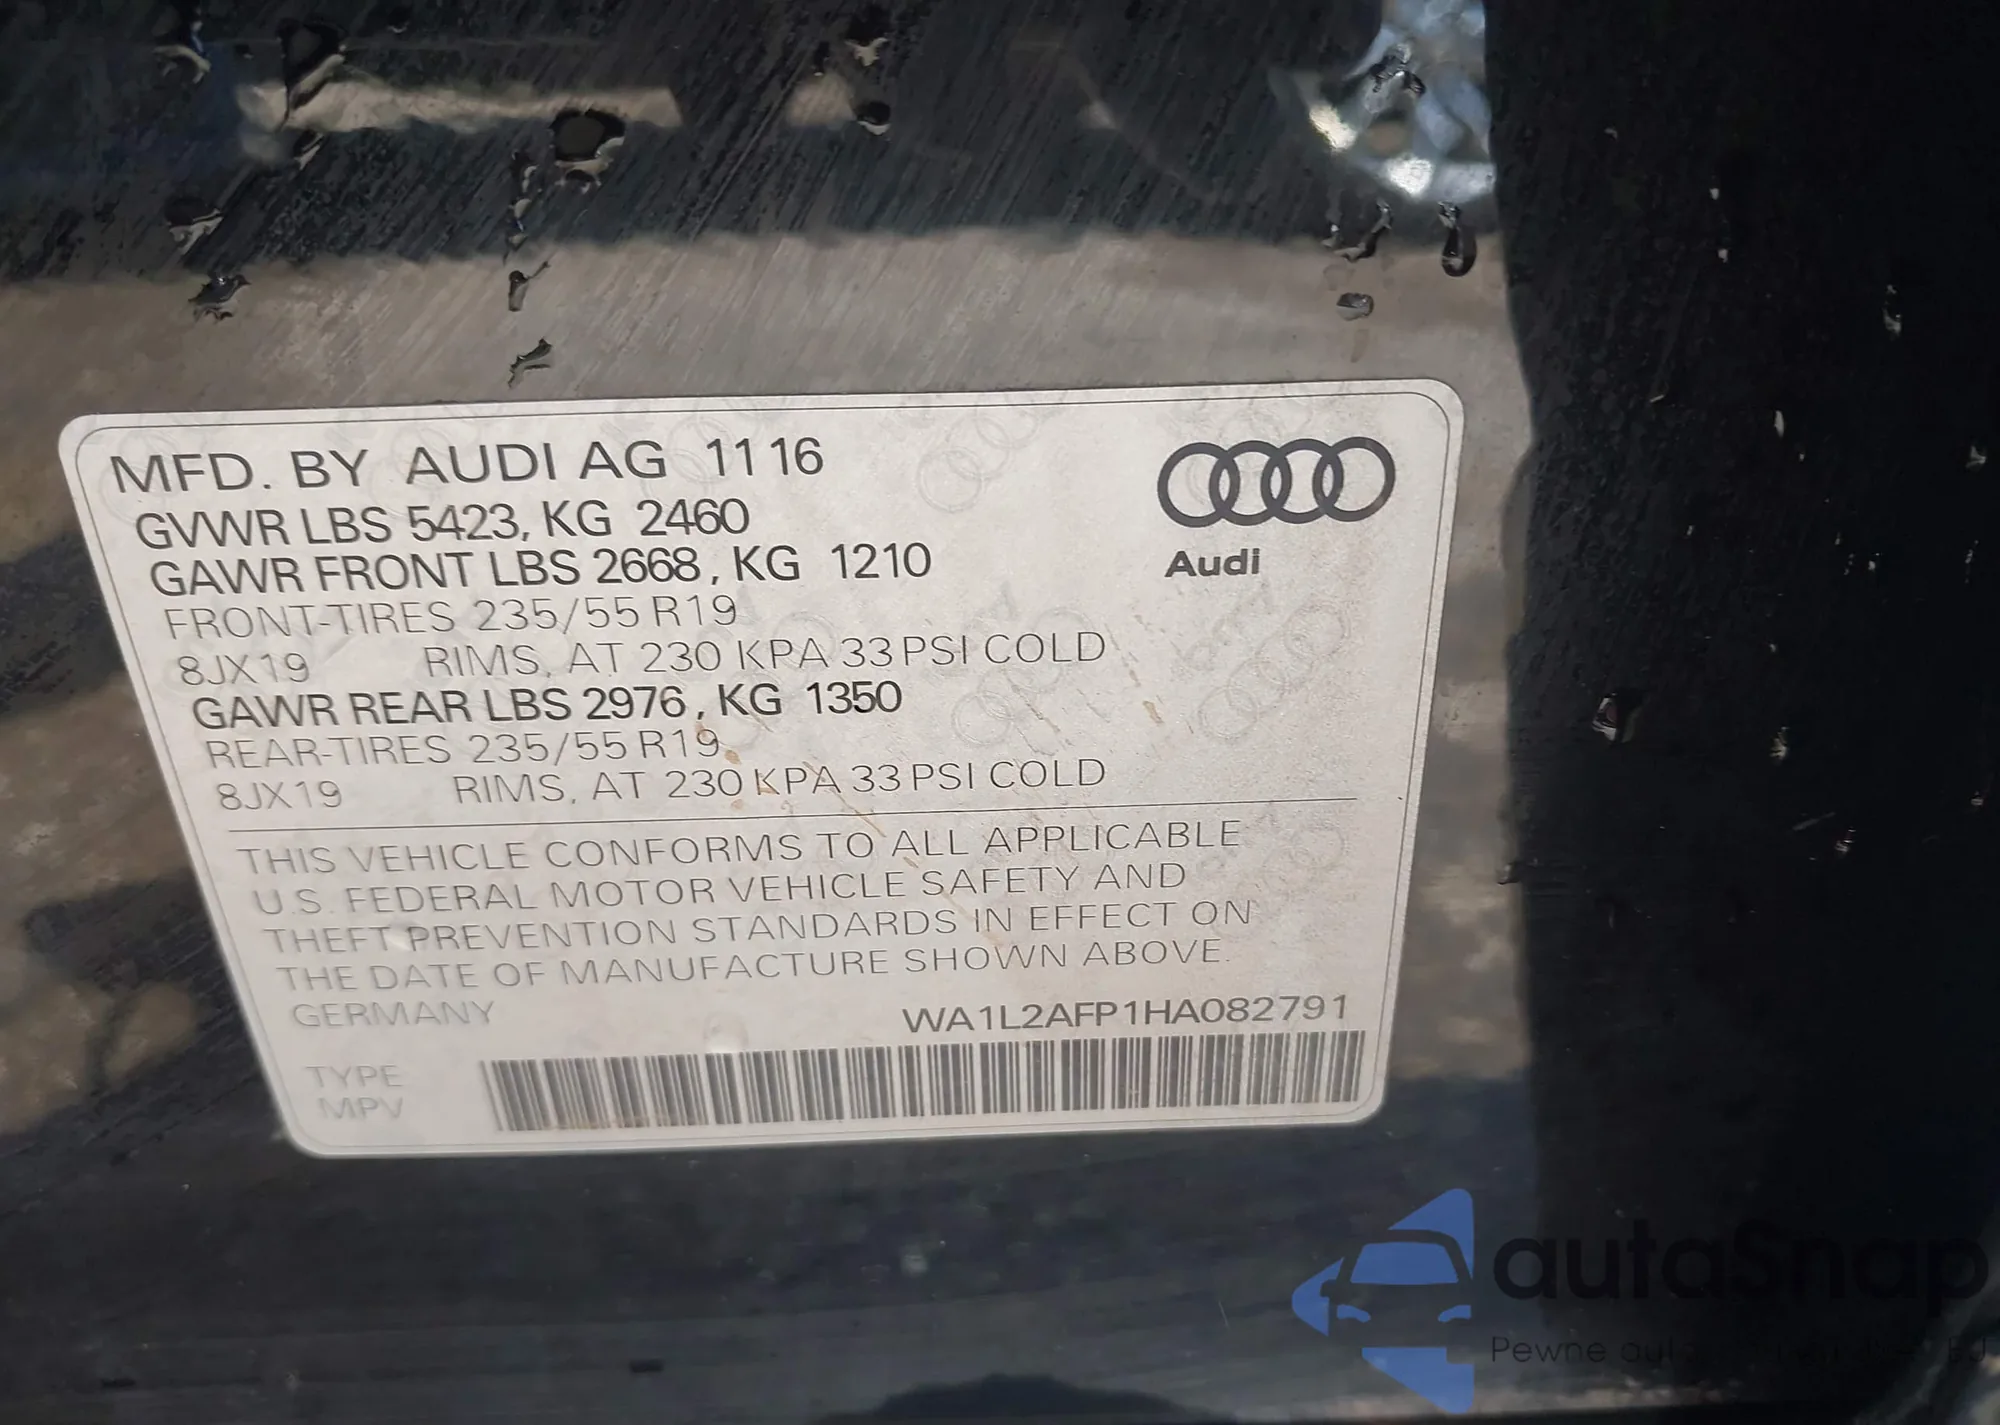 MFD. BY AUDI AG 11 16
GVWR LBS 5423, KG 2460
GAWR FRONT LBS 2668, KG 1210
FRONT-TIRES 235/55 R19
8JX19 RIMS, AT 230 KPA 33 PSI COLD
GAWR REAR LBS 2976, KG 1350
REAR-TIRES 235/55 R19
8JX19 RIMS, AT 230 KPA 33 PSI COLD
Audi
THIS VEHICLE CONFORMS TO ALL APPLICABLE
U.S. FEDERAL MOTOR VEHICLE SAFETY AND
THEFT PREVENTION STANDARDS IN EFFECT ON
THE DATE OF MANUFACTURE SHOWN ABOVE.
GERMANY WA1L2AFP1HA082791
TYPE
MPV
autaSnap
Pewne